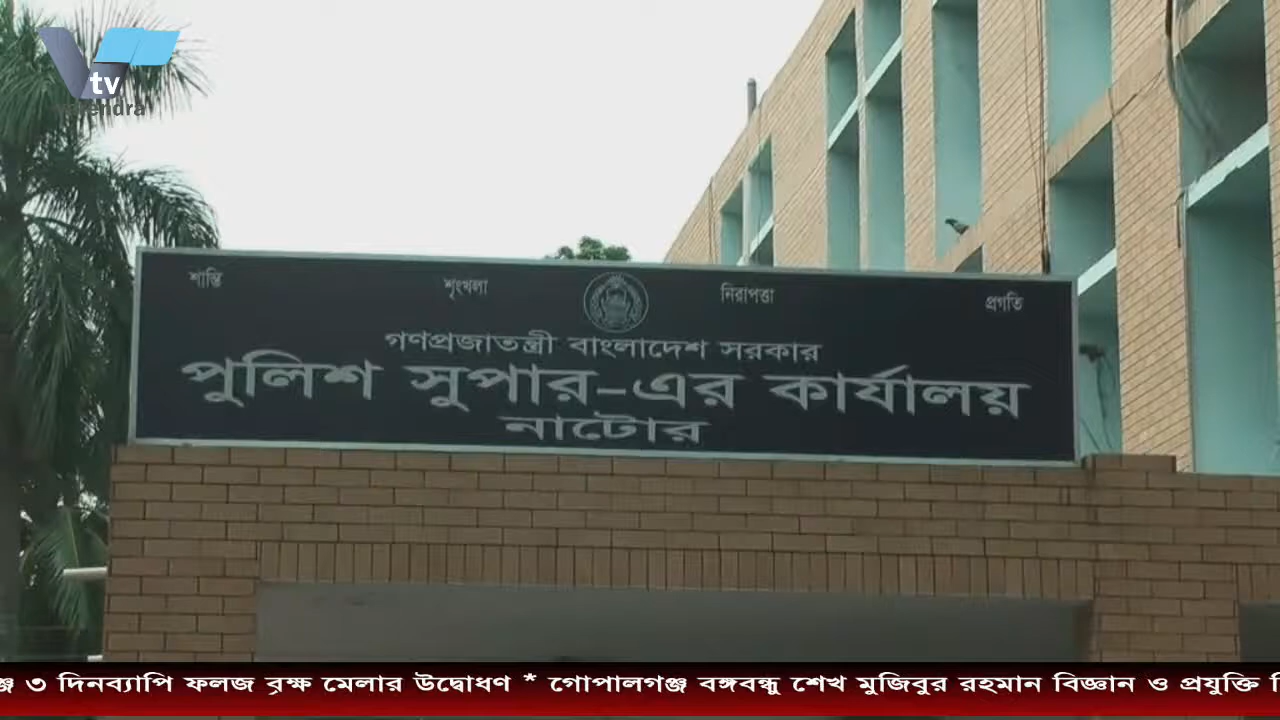 tv
শান্তি শৃংখলা নিরাপত্তা প্রগতি
গণপ্রজাতন্ত্রী বাংলাদেশ সরকার
পুলিশ সুপার-এর কার্যালয়
নাটোর
৩ দিনব্যাপি ফলজ বৃক্ষ মেলার উদ্বোধণ * গোপালগঞ্জ বঙ্গবন্ধু শেখ মুজিবুর রহমান বিজ্ঞান ও প্রযুক্তি